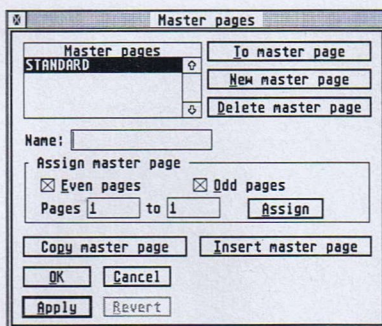 Master pages
Master pages
STANDARD
To master page
New master page
Delete master page
Name:
Assign master page
Even pages
Odd pages
Pages 1 to 1
Assign
Copy master page
Insert master page
OK
Cancel
Apply
Revert